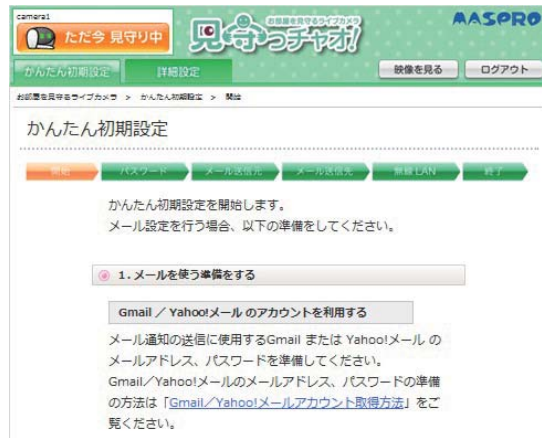 camera1
ただ今 見守り中
お部屋を見守るライブカメラ
見守っチャオ!
MASPRO
かんたん初期設定
詳細設定
映像を見る
ログアウト
お部屋を見守るライブカメラ > かんたん初期設定 > 開始
かんたん初期設定
開始
パスワード
メール送信元
メール送信先
無線LAN
終了
かんたん初期設定を開始します。
メール設定を行う場合、以下の準備をしてください。
1. メールを使う準備をする
Gmail / Yahoo!メール のアカウントを利用する
メール通知の送信に使用するGmail または Yahoo!メール の
メールアドレス、パスワードを準備してください。
Gmail/Yahoo!メールのメールアドレス、パスワードの準備
の方法は「Gmail/Yahoo!メールアカウント取得方法」をご
覧ください。